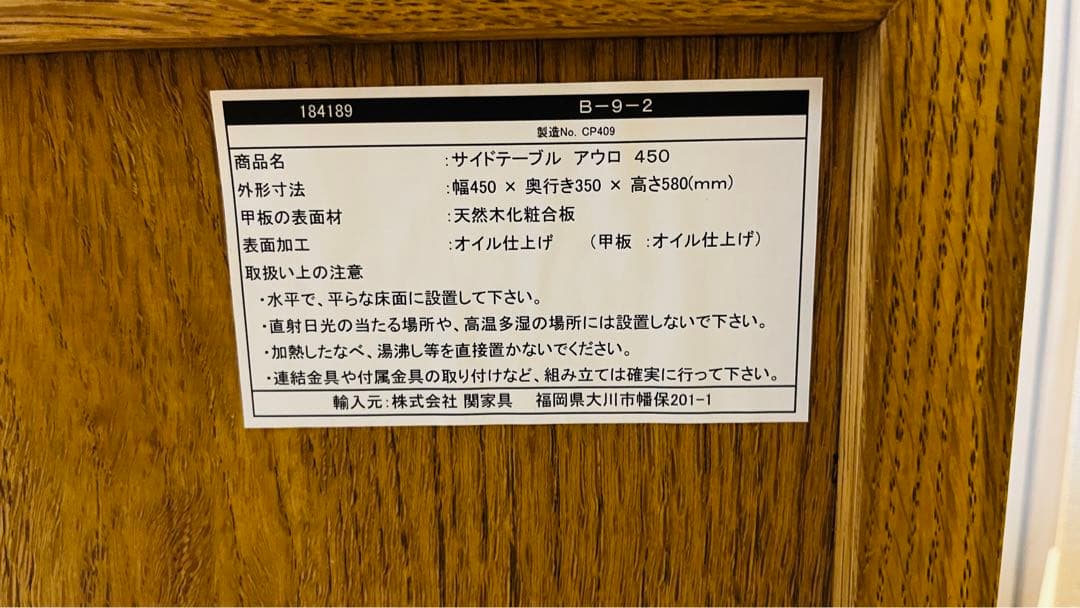 184189 B-9-2
製造No. CP409
商品名 :サイドテーブル アウロ 450
外形寸法 :幅450 × 奥行き350 × 高さ580(mm)
甲板の表面材 :天然木化粧合板
表面加工 :オイル仕上げ (甲板 :オイル仕上げ)
取扱い上の注意
・水平で、平らな床面に設置して下さい。
・直射日光の当たる場所や、高温多湿の場所には設置しないで下さい。
・加熱したなべ、湯沸し等を直接置かないでください。
・連結金具や付属金具の取り付けなど、組み立ては確実に行って下さい。
輸入元:株式会社 関家具 福岡県大川市幡保201-1